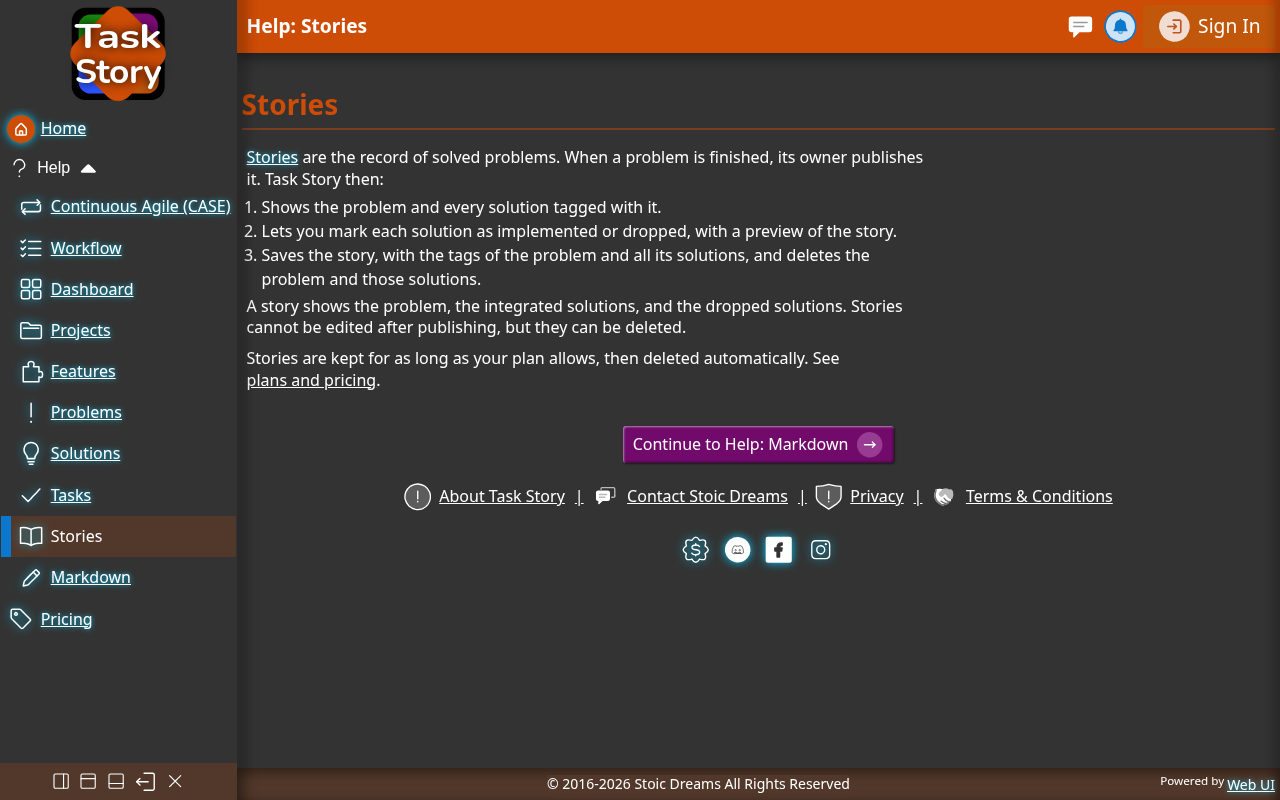 Task
Story
Home
Help
Continuous Agile (CASE)
Workflow
Dashboard
Projects
Features
Problems
Solutions
Tasks
Stories
Markdown
Pricing
Help: Stories
Sign In
Stories
Stories are the record of solved problems. When a problem is finished, its owner publishes
it. Task Story then:
1. Shows the problem and every solution tagged with it.
2. Lets you mark each solution as implemented or dropped, with a preview of the story.
3. Saves the story, with the tags of the problem and all its solutions, and deletes the
problem and those solutions.
A story shows the problem, the integrated solutions, and the dropped solutions. Stories
cannot be edited after publishing, but they can be deleted.
Stories are kept for as long as your plan allows, then deleted automatically. See
plans and pricing.
Continue to Help: Markdown
About Task Story | Contact Stoic Dreams | Privacy | Terms & Conditions
© 2016-2026 Stoic Dreams All Rights Reserved
Powered by Web UI